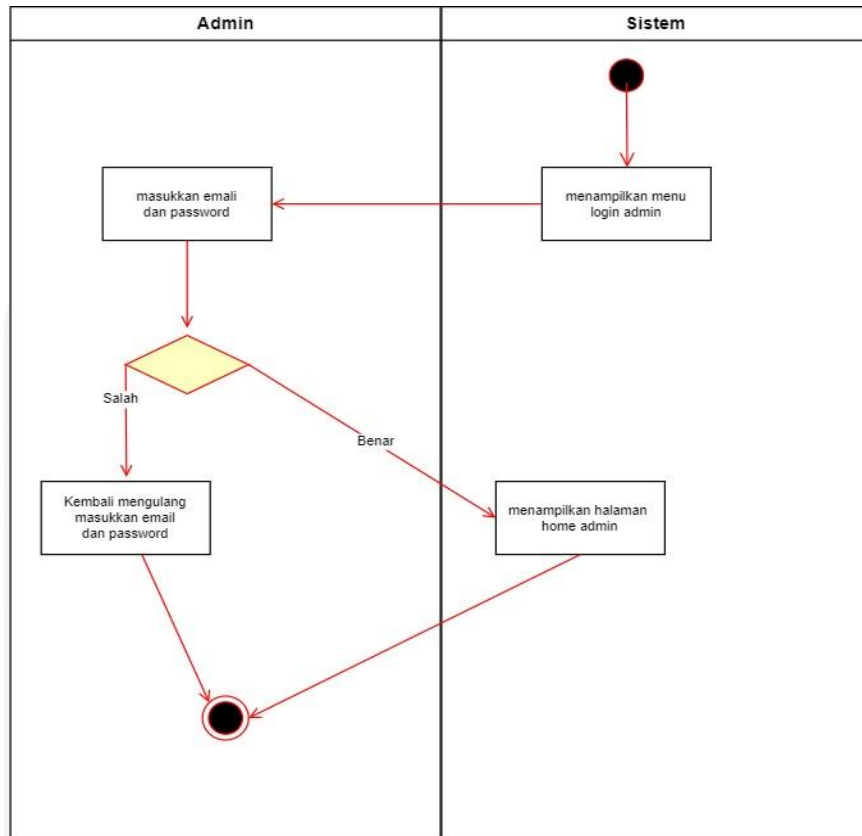 Admin
Sistem
masukkan emali
dan password
menampilkan menu
login admin
Salah
Benar
Kembali mengulang
masukkan email
dan password
menampilkan halaman
home admin